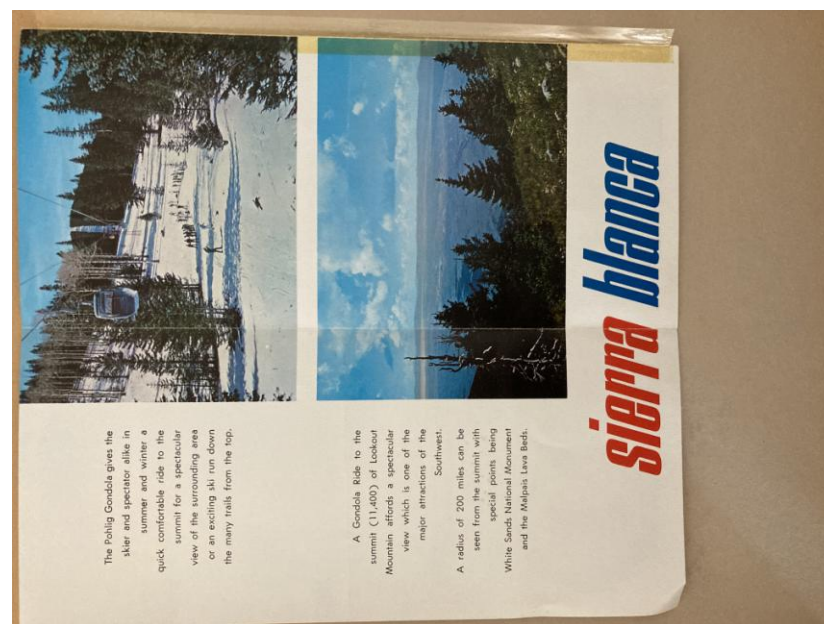 The Pohlig Gondola gives the
skier and spectator alike in
summer and winter a
quick comfortable ride to the
summit for a spectacular
view of the surrounding area
or an exciting ski run down
the many trails from the top.
A Gondola Ride to the
summit (11,400) of Lookout
Mountain affords a spectacular
view which is one of the
major attractions of the
Southwest.
A radius of 200 miles can be
seen from the summit with
special points being
White Sands National Monument
and the Malpais Lava Beds.
sierra blanca